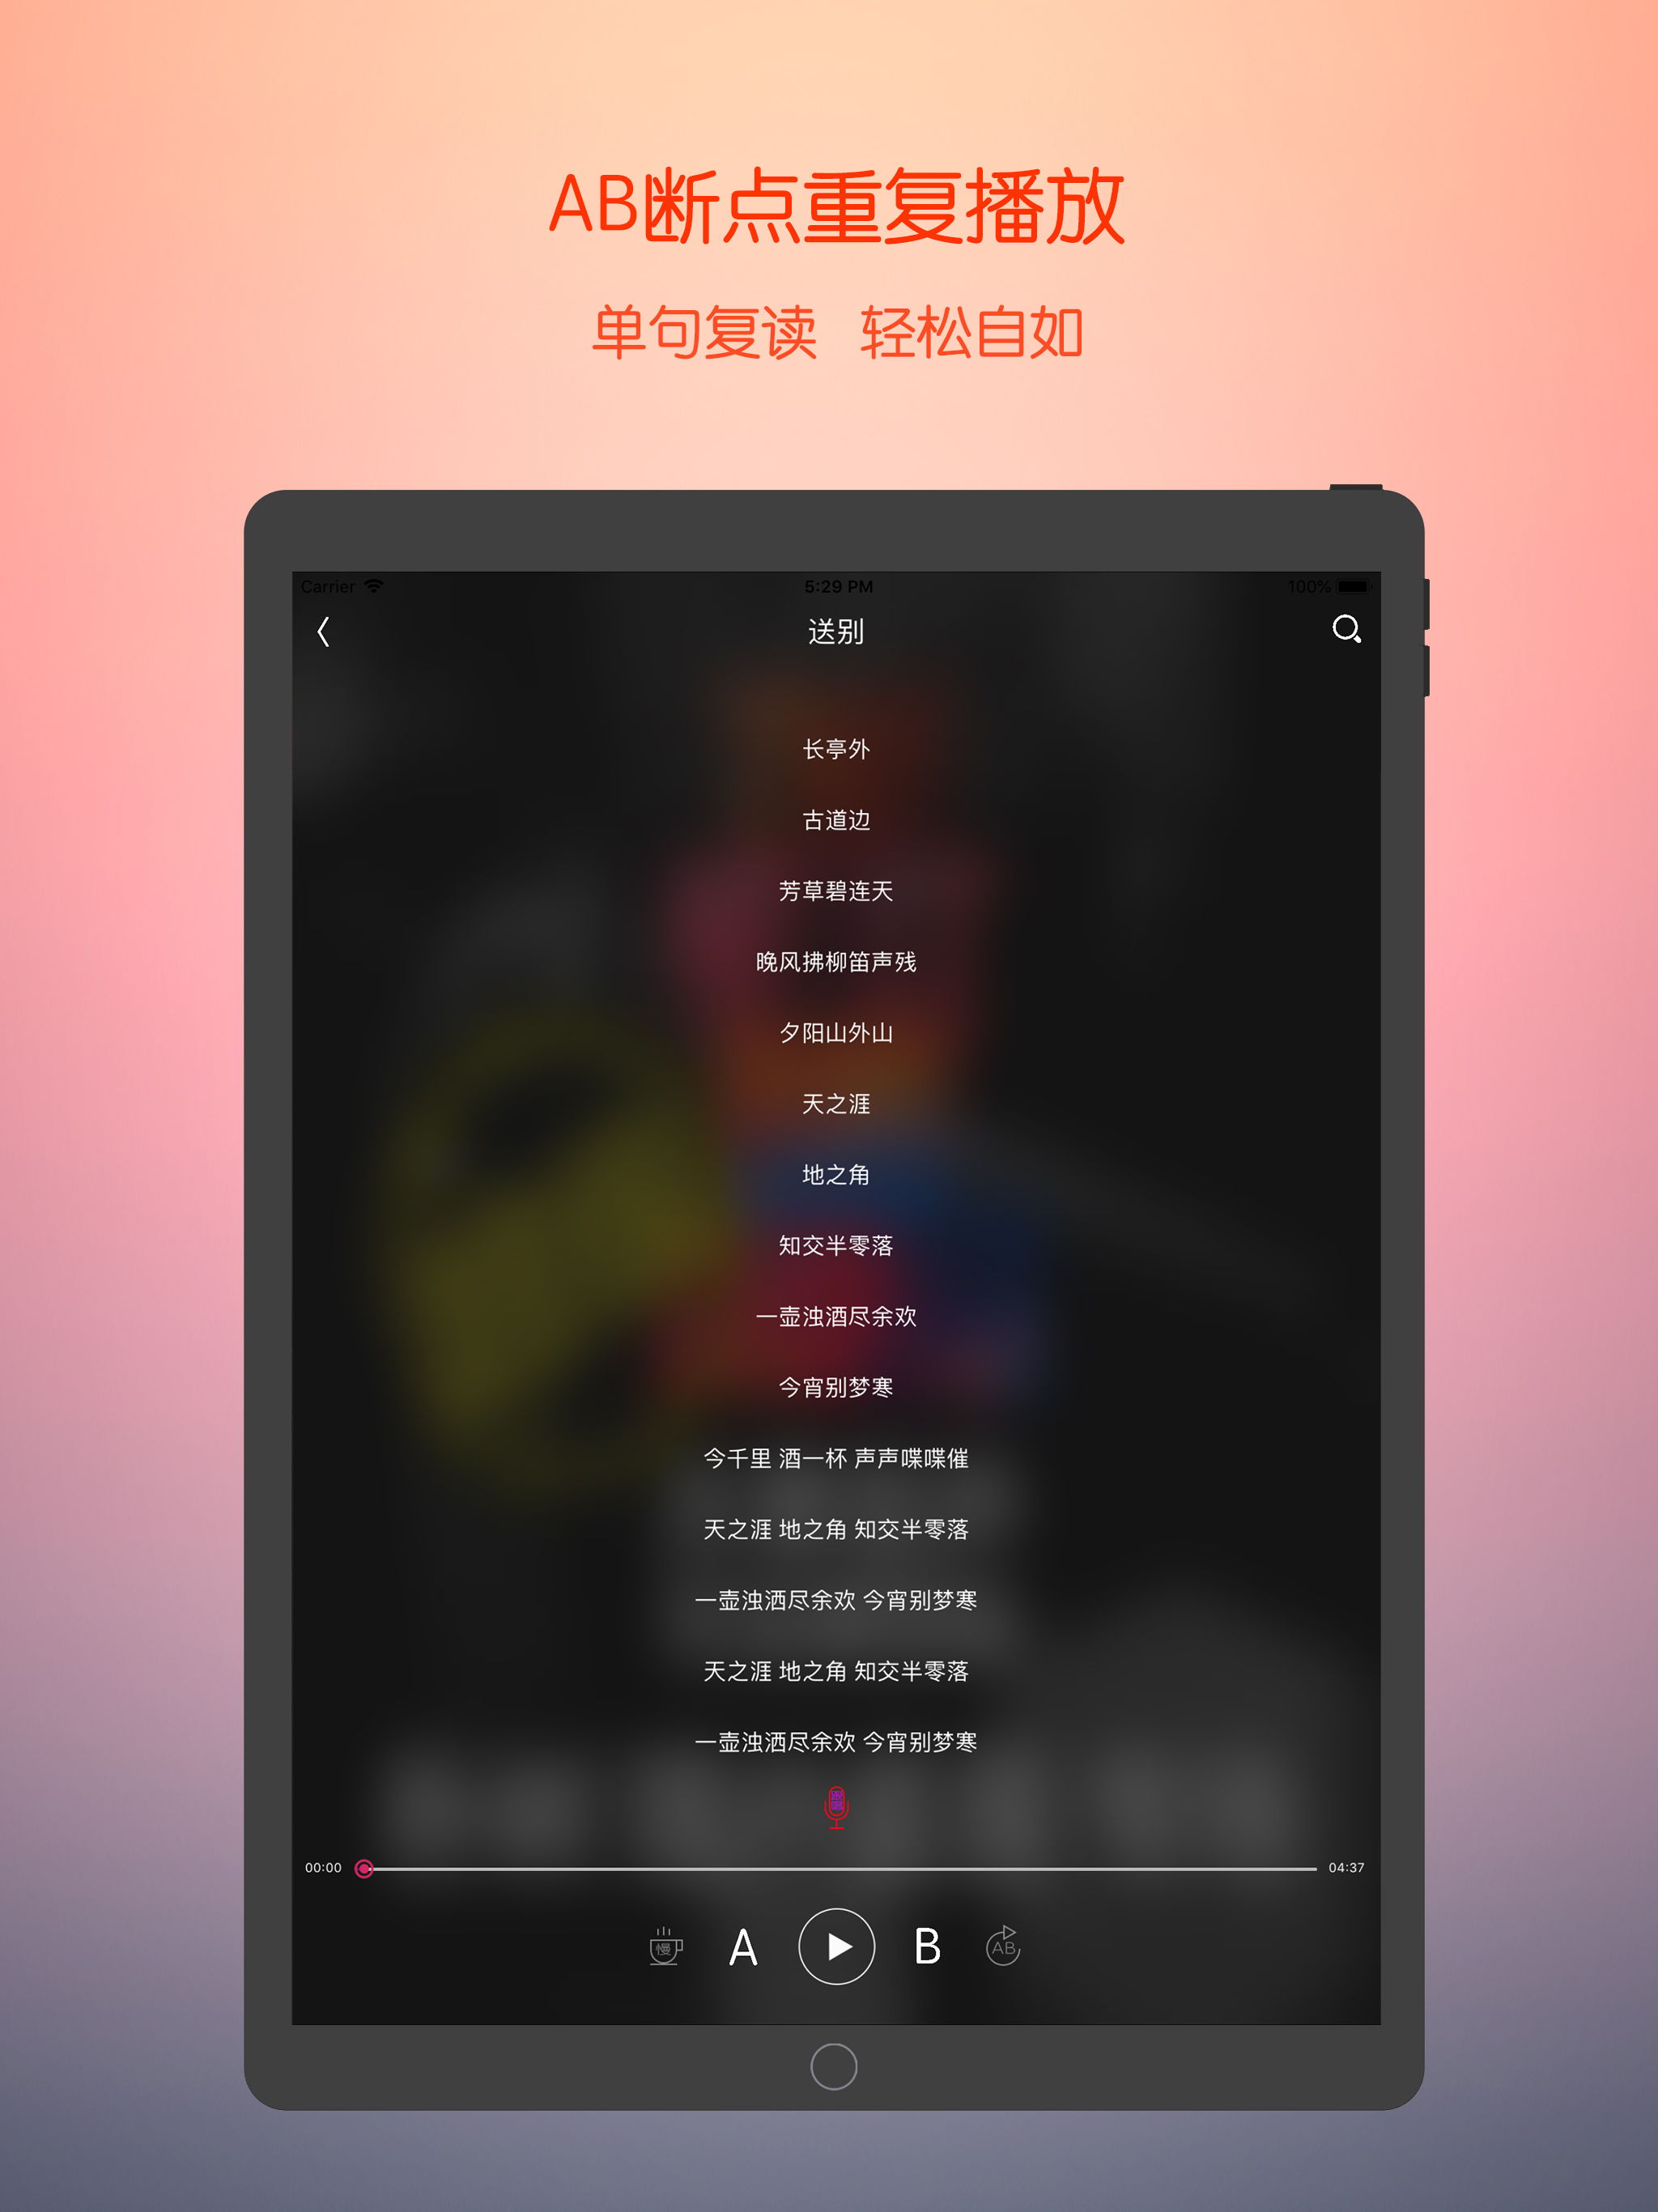 AB断点重复播放
单句复读 轻松自如
Carrier 5:29 PM 100%
送别
长亭外
古道边
芳草碧连天
晚风拂柳笛声残
夕阳山外山
天之涯
地之角
知交半零落
一壶浊酒尽余欢
今宵别梦寒
今千里 酒一杯 声声喋喋催
天之涯 地之角 知交半零落
一壶浊洒尽余欢 今宵别梦寒
天之涯 地之角 知交半零落
一壶浊洒尽余欢 今宵别梦寒
00:00 04:37
慢 A B AB